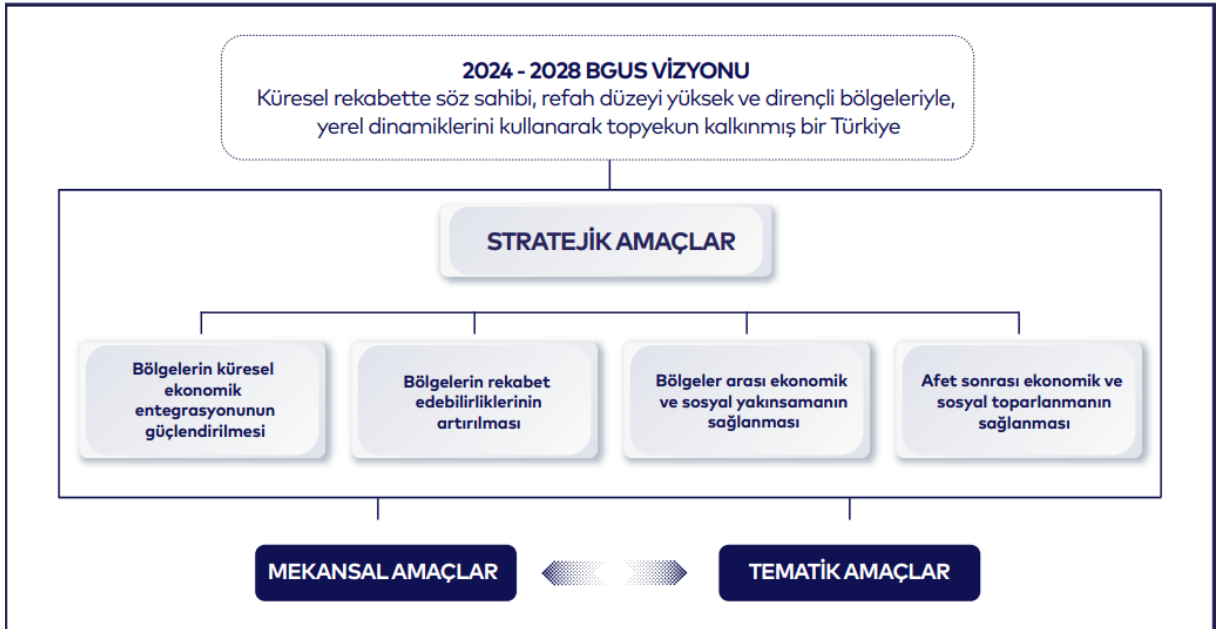 2024 - 2028 BGUS VİZYONU
Küresel rekabette söz sahibi, refah düzeyi yüksek ve dirençli bölgeleriyle,
yerel dinamiklerini kullanarak topyekun kalkınmış bir Türkiye
STRATEJİK AMAÇLAR
Bölgelerin küresel
ekonomik
entegrasyonunun
güçlendirilmesi
Bölgelerin rekabet
edebilirliklerinin
artırılması
Bölgeler arası ekonomik
ve sosyal yakınsamanın
sağlanması
Afet sonrası ekonomik ve
sosyal toparlanmanın
sağlanması
MEKANSAL AMAÇLAR
TEMATİK AMAÇLAR